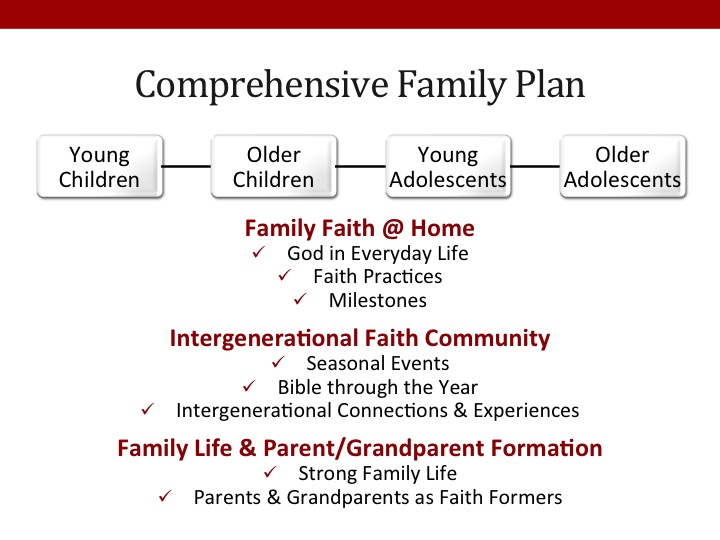 Comprehensive Family Plan
Young
Children
Older
Children
Young
Adolescents
Older
Adolescents
Family Faith @ Home
✓ God in Everyday Life
✓ Faith Practices
✓ Milestones
Intergenerational Faith Community
✓ Seasonal Events
✓ Bible through the Year
✓ Intergenerational Connections & Experiences
Family Life & Parent/Grandparent Formation
✓ Strong Family Life
✓ Parents & Grandparents as Faith Formers